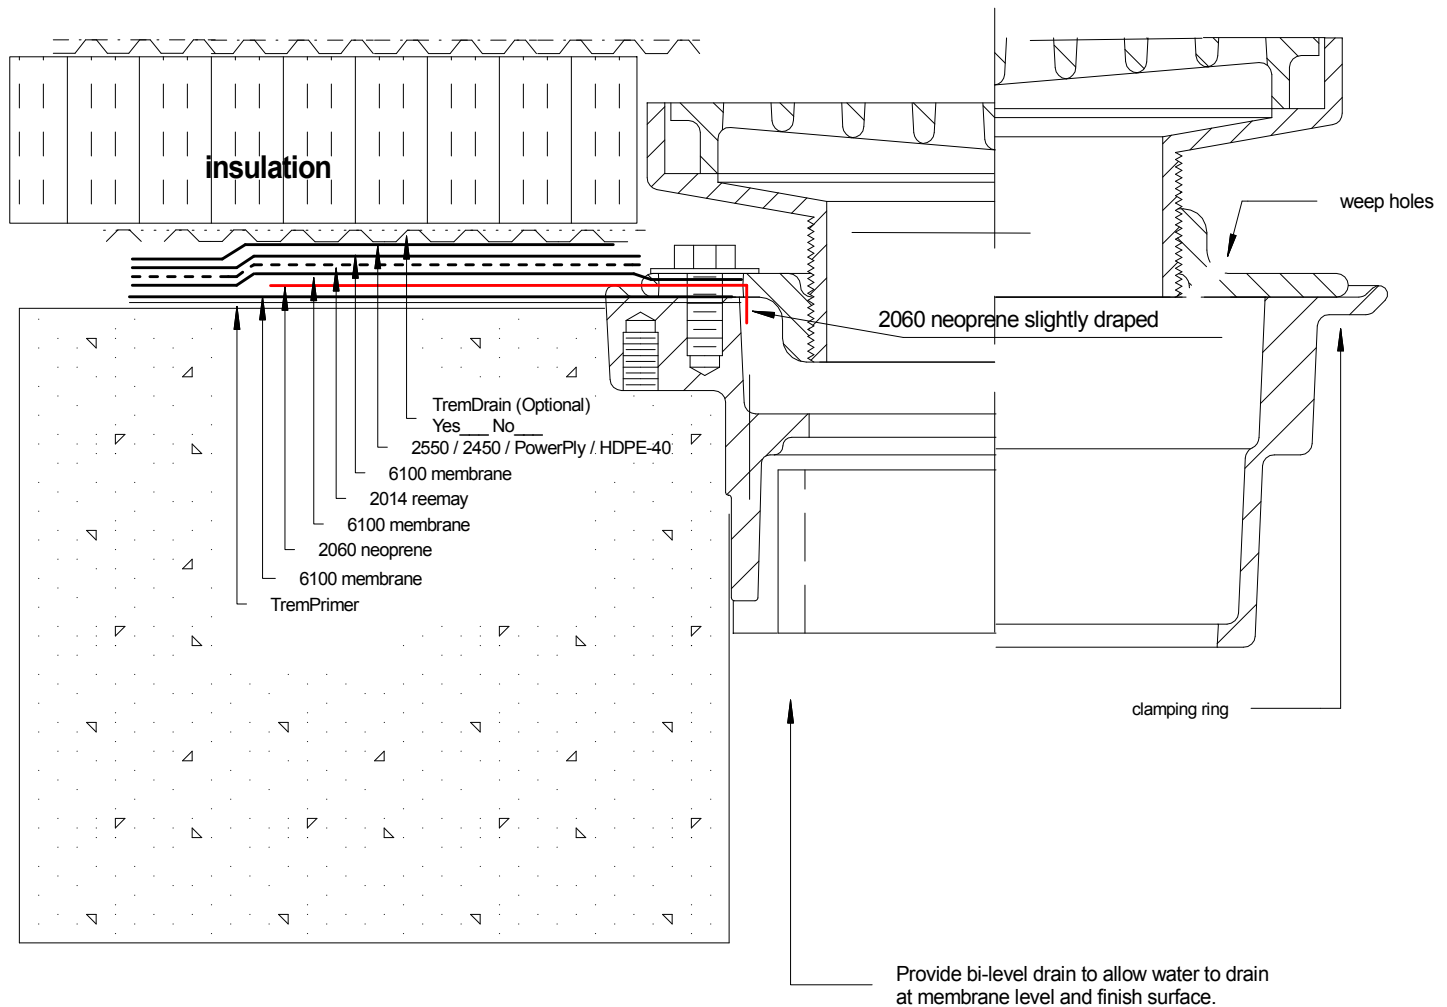 insulation
weep holes
2060 neoprene slightly draped
TremDrain (Optional)
Yes___ No___
2550 / 2450 / PowerPly / HDPE-40
6100 membrane
2014 reemay
6100 membrane
2060 neoprene
6100 membrane
TremPrimer
clamping ring
Provide bi-level drain to allow water to drain
at membrane level and finish surface.